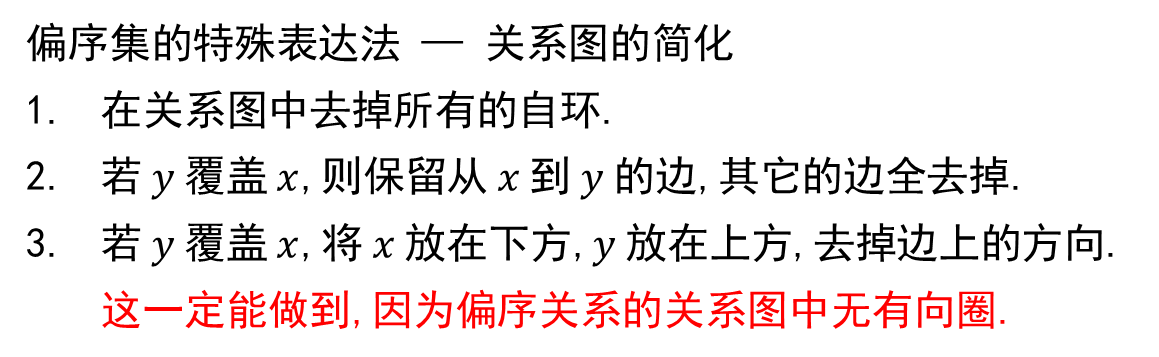 偏序集的特殊表达法 — 关系图的简化
1. 在关系图中去掉所有的自环.
2. 若 y 覆盖 x, 则保留从 x 到 y 的边, 其它的边全去掉.
3. 若 y 覆盖 x, 将 x 放在下方, y 放在上方, 去掉边上的方向.
这一定能做到, 因为偏序关系的关系图中无有向圈.